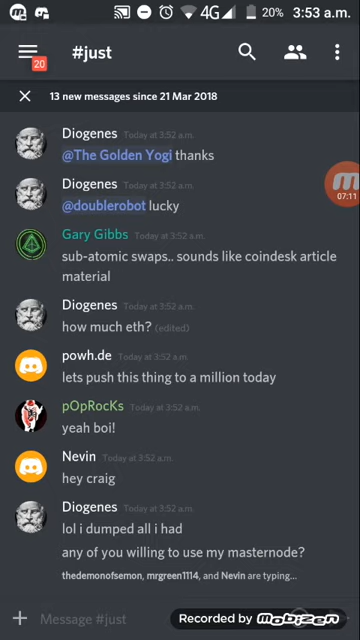 4G 20% 3:53 a.m.
#just
20
13 new messages since 21 Mar 2018
Diogenes Today at 3:52 a.m.
@The Golden Yogi thanks
Diogenes Today at 3:52 a.m.
@doublerobot lucky
07:11
Gary Gibbs Today at 3:52 a.m.
sub-atomic swaps.. sounds like coindesk article
material
Diogenes Today at 3:52 a.m.
how much eth? (edited)
powh.de Today at 3:52 a.m.
lets push this thing to a million today
pOpRocKs Today at 3:52 a.m.
yeah boi!
Nevin Today at 3:52 a.m.
hey craig
Diogenes Today at 3:52 a.m.
lol i dumped all i had
any of you willing to use my masternode?
thedemonofsemon, mrgreen1114, and Nevin are typing...
Message #just
Recorded by Mobizen